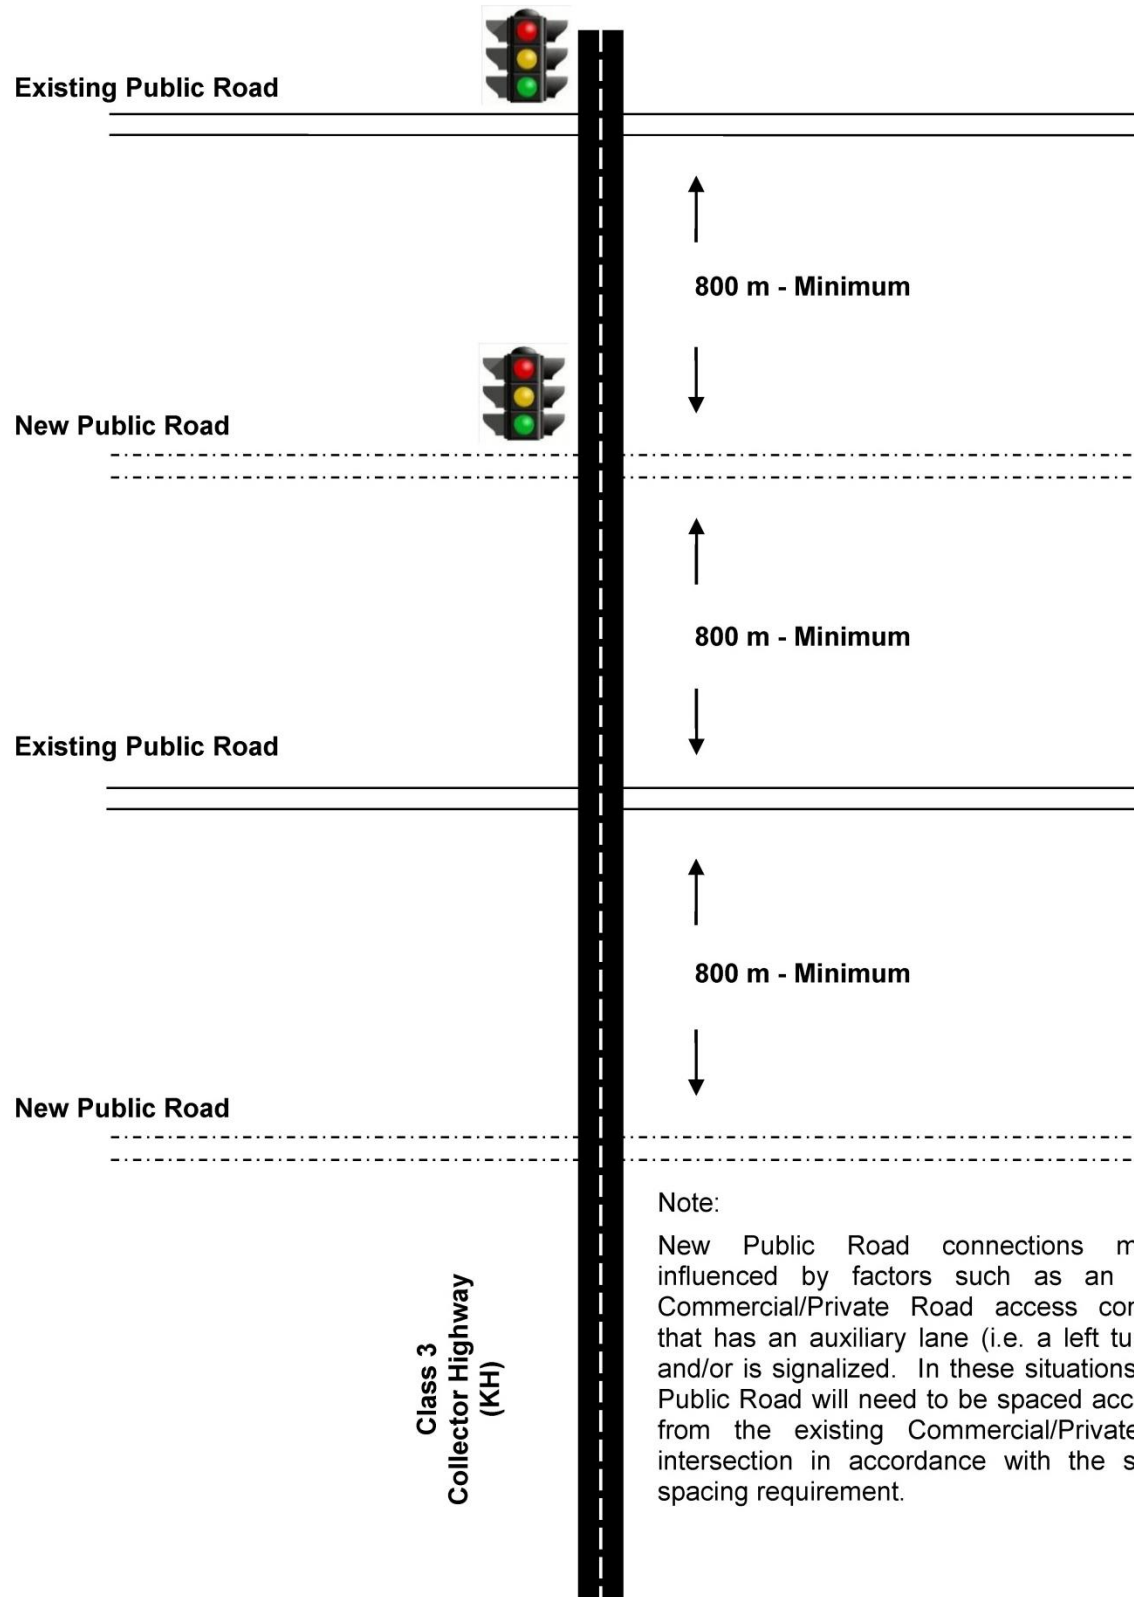 Existing Public Road
800 m - Minimum
New Public Road
800 m - Minimum
Existing Public Road
800 m - Minimum
New Public Road
Class 3
Collector Highway
(KH)
Note:
New Public Road connections m
influenced by factors such as an
Commercial/Private Road access con
that has an auxiliary lane (i.e. a left tu
and/or is signalized. In these situations
Public Road will need to be spaced acc
from the existing Commercial/Private
intersection in accordance with the s
spacing requirement.